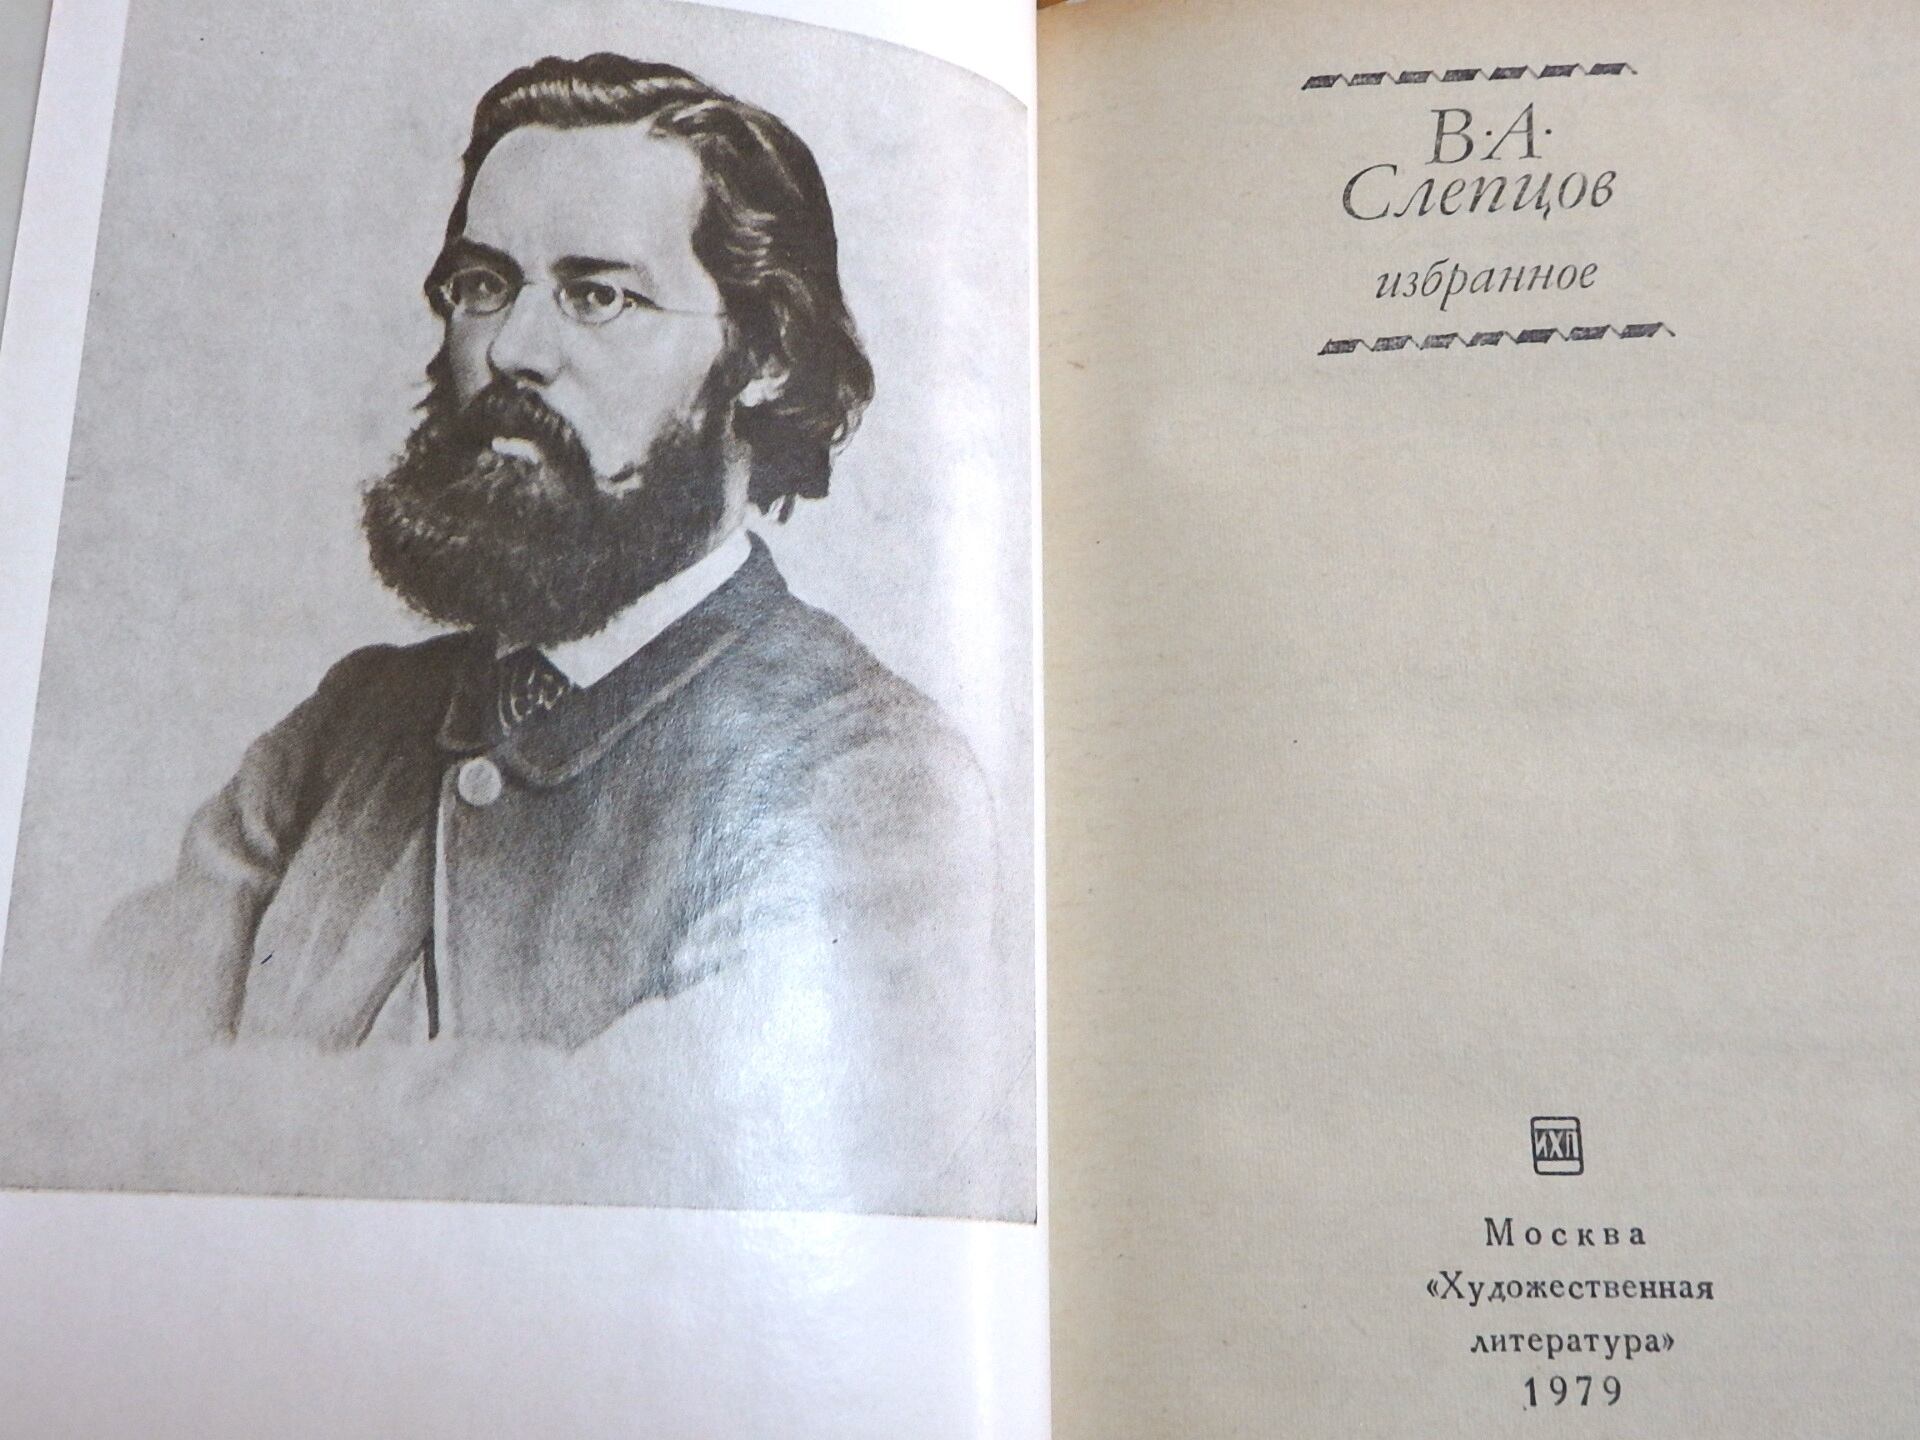 В·А·
Слепцов
избранное
ИХЛ
Москва
«Художественная
литература»
1979